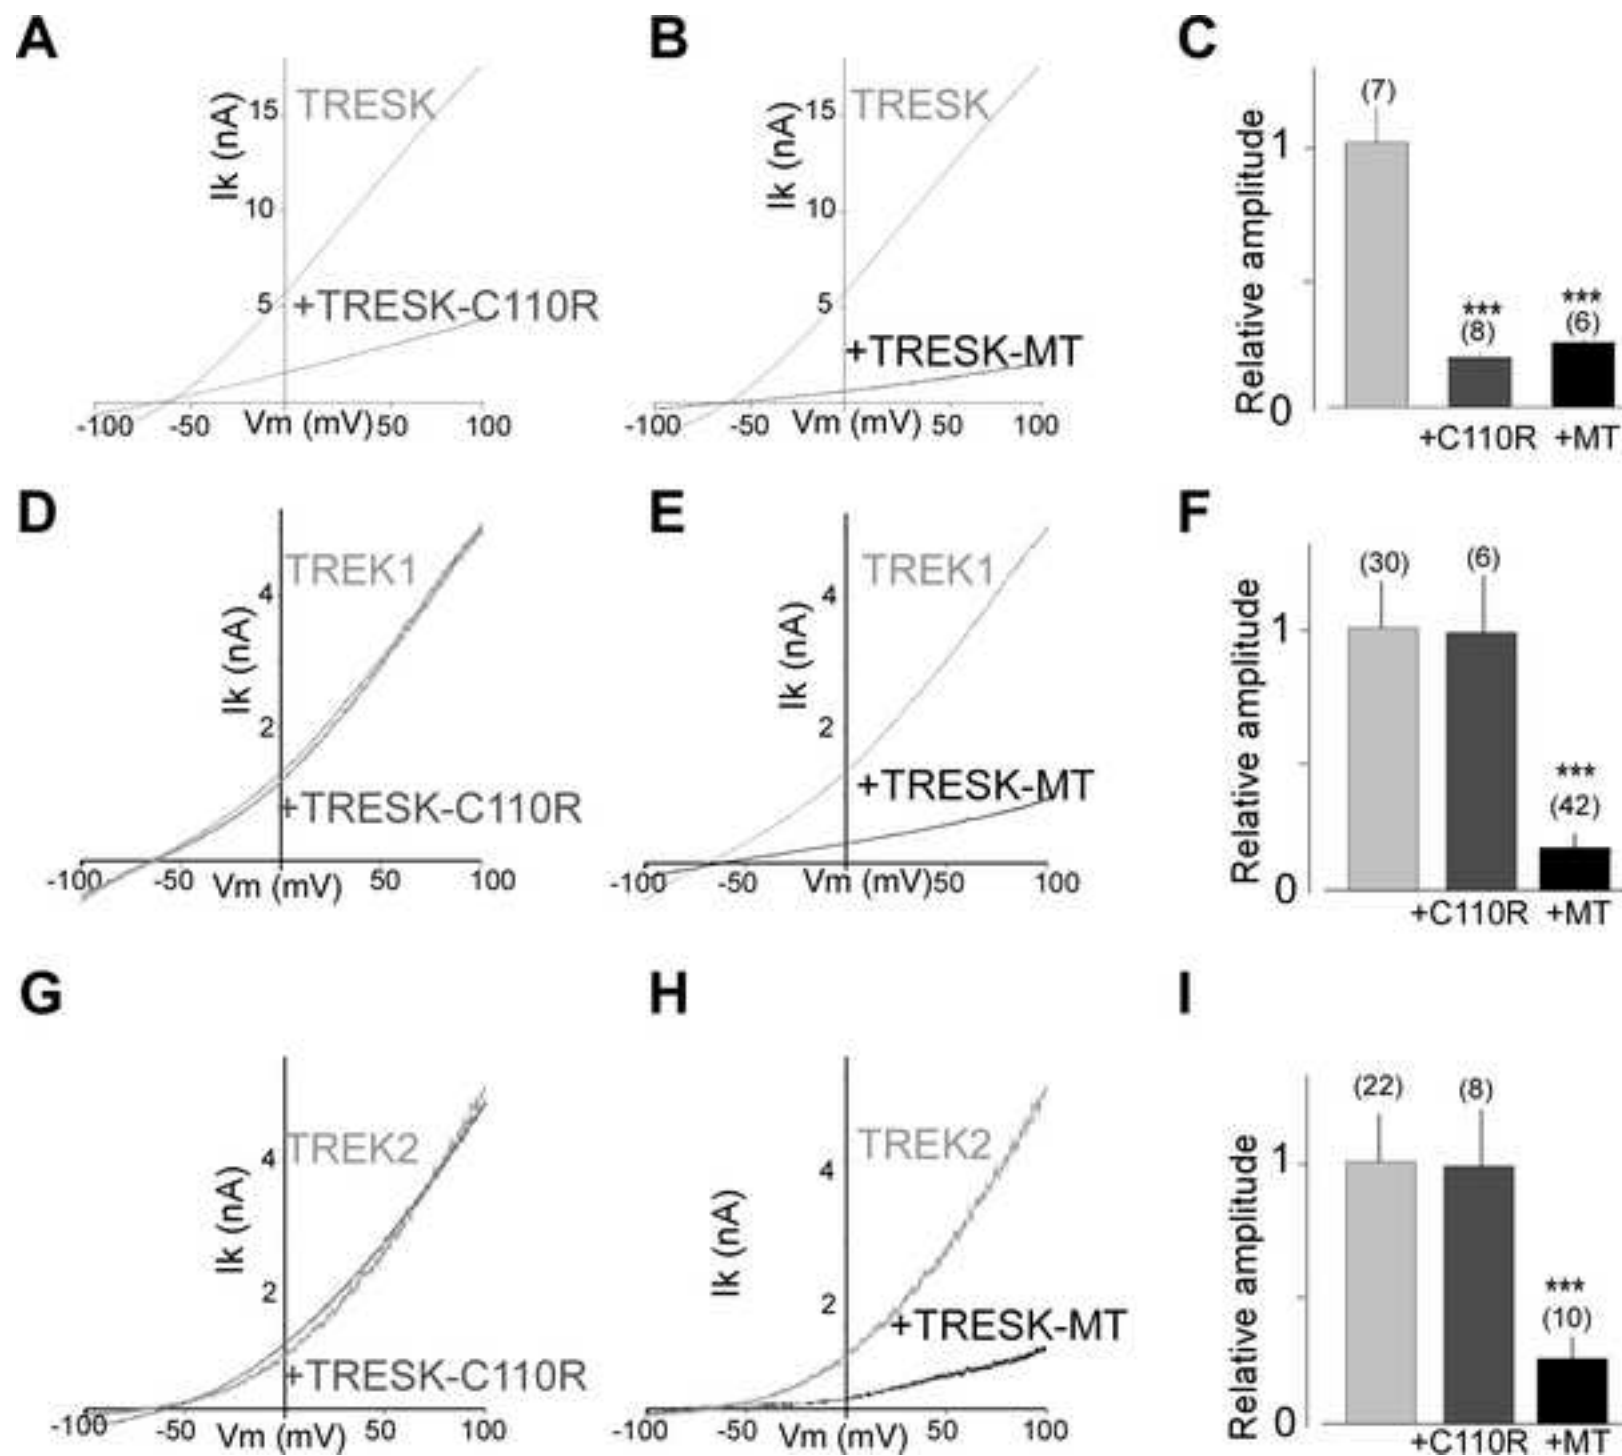 A
Ik (nA)
15
TRESK
10
5
+TRESK-C110R
-100
-50
Vm (mV)
50
100
B
Ik (nA)
15
TRESK
10
5
+TRESK-MT
-100
-50
Vm (mV)
50
100
C
Relative amplitude
(7)
1
***
(8)
***
(6)
0
+C110R
+MT
D
Ik (nA)
TREK1
4
2
+TRESK-C110R
-100
-50
Vm (mV)
50
100
E
Ik (nA)
TREK1
4
2
+TRESK-MT
-100
-50
Vm (mV)
50
100
F
Relative amplitude
(30)
(6)
1
***
(42)
0
+C110R
+MT
G
Ik (nA)
TREK2
4
2
+TRESK-C110R
-100
-50
Vm (mV)
50
100
H
Ik (nA)
TREK2
4
2
+TRESK-MT
-100
-50
Vm (mV)
50
100
I
Relative amplitude
(22)
(8)
1
***
(10)
0
+C110R
+MT